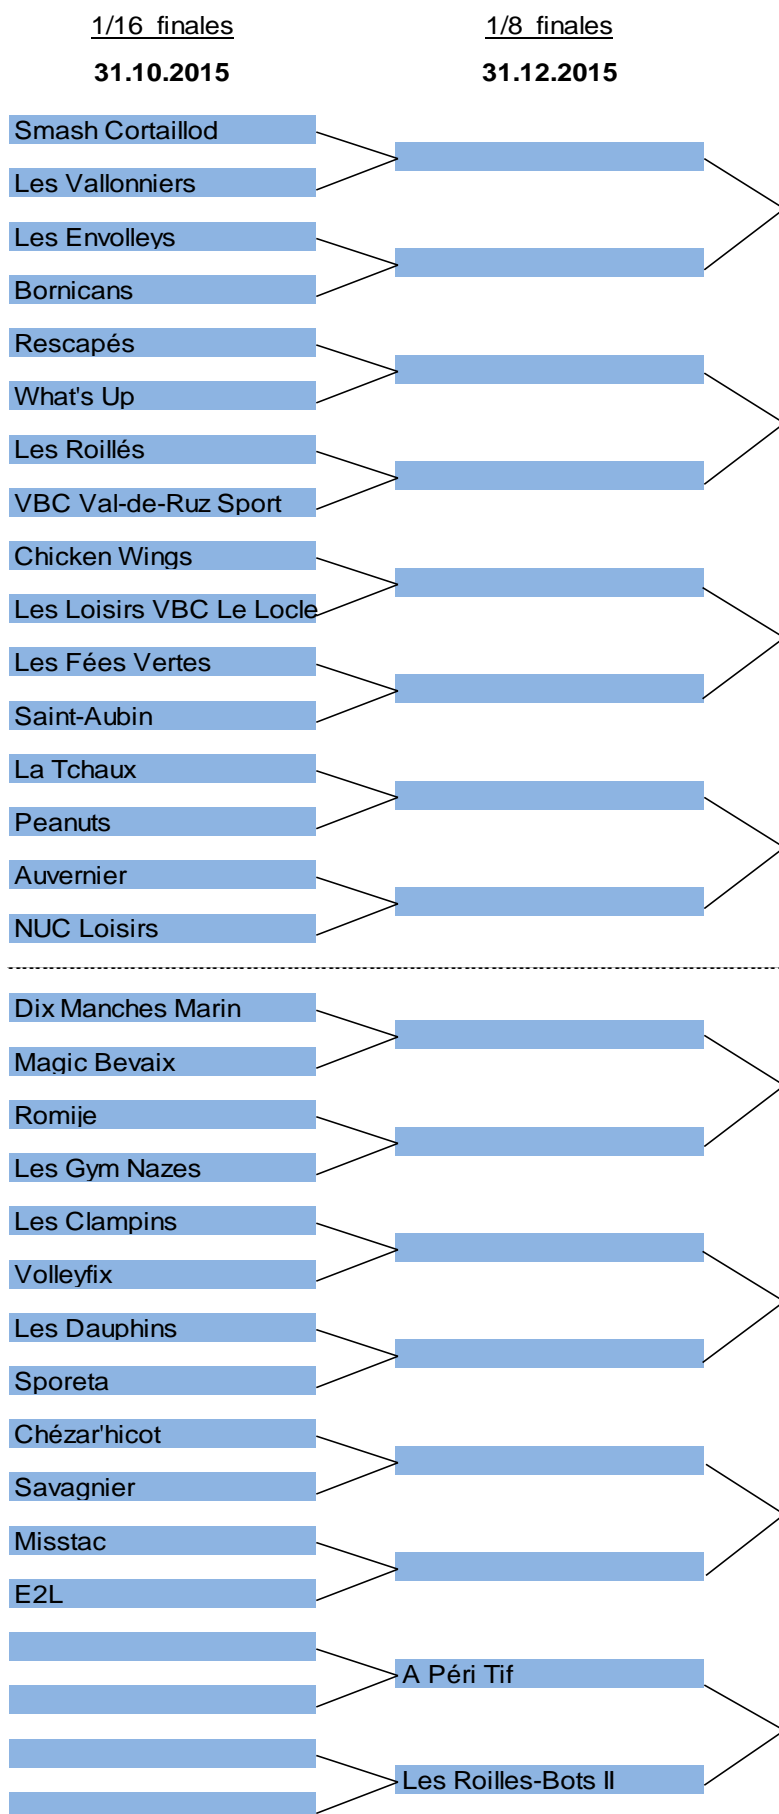 1/16 finales
1/8 finales
31.10.2015
31.12.2015
Smash Cortaillod
Les Vallonniers
Les Envolleys
Bornicans
Rescapés
What's Up
Les Roillés
VBC Val-de-Ruz Sport
Chicken Wings
Les Loisirs VBC Le Locle
Les Fées Vertes
Saint-Aubin
La Tchaux
Peanuts
Auvernier
NUC Loisirs
Dix Manches Marin
Magic Bevaix
Romije
Les Gym Nazes
Les Clampins
Volleyfix
Les Dauphins
Sporeta
Chézar'hicot
Savagnier
Misstac
E2L
A Péri Tif
Les Roilles-Bots II